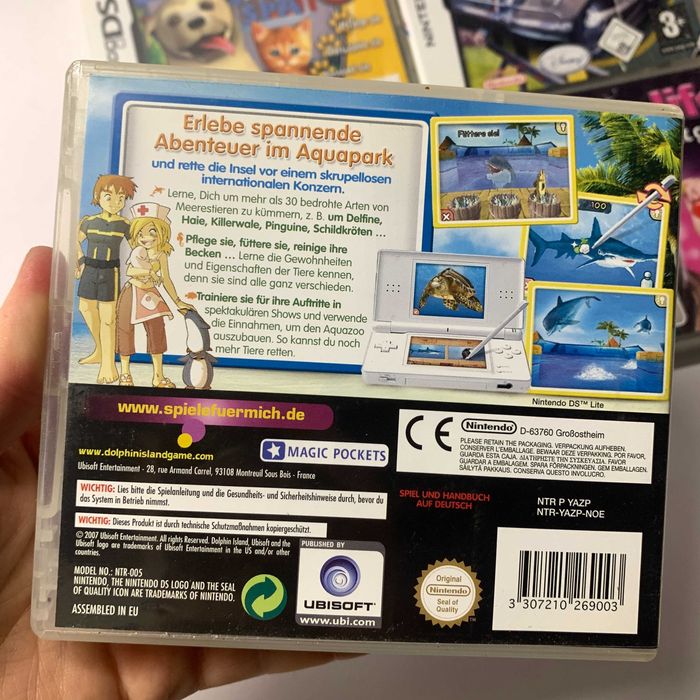 NINTENDO DS
Disney
3+
Erlebe spannende
Abenteuer im Aquapark
und rette die Insel vor einem skrupellosen
internationalen Konzern.
Lerne, Dich um mehr als 30 bedrohte Arten von
Meerestieren zu kümmern, z. B. um Delfine,
Haie, Killerwale, Pinguine, Schildkröten ...
Pflege sie, füttere sie, reinige ihre
Becken ... Lerne die Gewohnheiten
und Eigenschaften der Tiere kennen,
denn sie sind alle ganz verschieden.
Trainiere sie für ihre Auftritte in
spektakulären Shows und verwende
die Einnahmen, um den Aquazoo
auszubauen. So kannst du noch
mehr Tiere retten.
Füttere sie!
100
Nintendo DS™ Lite
www.spielefuermich.de
www.dolphinislandgame.com
MAGIC POCKETS
Ubisoft Entertainment - 28, rue Armand Carrel, 93108 Montreuil Sous Bois - France
WICHTIG: Lies bitte die Spielanleitung und die Gesundheits- und Sicherheitshinweise durch, bevor du
das System in Betrieb nimmst.
WICHTIG: Dieses Produkt ist durch technische Schutzmaßnahmen kopiergeschützt.
© 2007 Ubisoft Entertainment. All Rights Reserved. Dolphin Island, Ubisoft and the
Ubisoft logo are trademarks of Ubisoft Entertainment in the US and/or other
countries.
MODEL NO.: NTR-005
NINTENDO, THE NINTENDO DS LOGO AND THE SEAL
OF QUALITY ICON ARE TRADEMARKS OF NINTENDO.
ASSEMBLED IN EU
PUBLISHED BY
UBISOFT
www.ubi.com
CE
Nintendo
D-63760 Großostheim
PLEASE RETAIN THE PACKAGING. VERPACKUNG AUFHEBEN.
CONSERVER L'EMBALLAGE. BEWAAR DEZE VERPAKKING. POR FAVOR,
GUARDA ESTA CAJA. ΔΙΑΤΗΡΗΣΤΕ ΤΗΝ ΣΥΣΚΕΥΑΣΙΑ. POR FAVOR,
GUARDAR A EMBALAGEM. SPARA FÖRPACKNINGEN. GEM EMBALLAGEN.
SÄILYTÄ PAKKAUS. CONSERVA QUESTO INVOLUCRO.
SPIEL UND HANDBUCH
AUF DEUTSCH
NTR P YAZP
NTR-YAZP-NOE
Original
Nintendo
Seal of
Quality
3 307210 269003